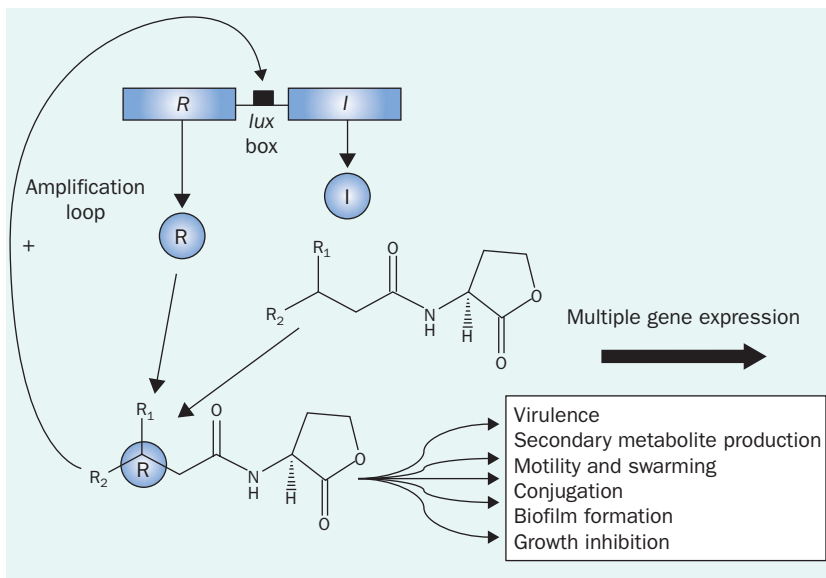 R
lux
box
I
Amplification
loop
+
R
I
R1
O
R2
N
H
H
O
O
Multiple gene expression
R1
O
R
R2
N
H
H
O
O
Virulence
Secondary metabolite production
Motility and swarming
Conjugation
Biofilm formation
Growth inhibition